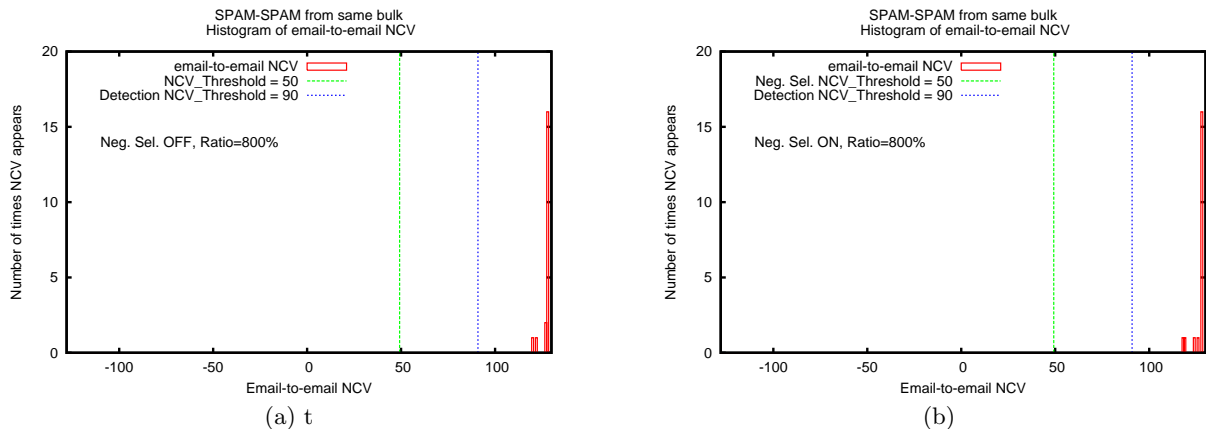 SPAM-SPAM from same bulk
Histogram of email-to-email NCV
20
15
10
5
0
Number of times NCV appears
email-to-email NCV
NCV_Threshold = 50
Detection NCV_Threshold = 90
Neg. Sel. OFF, Ratio=800%
-100
-50
0
50
100
Email-to-email NCV
(a) t
SPAM-SPAM from same bulk
Histogram of email-to-email NCV
20
15
10
5
0
Number of times NCV appears
email-to-email NCV
Neg. Sel. NCV_Threshold = 50
Detection NCV_Threshold = 90
Neg. Sel. ON, Ratio=800%
-100
-50
0
50
100
Email-to-email NCV
(b)